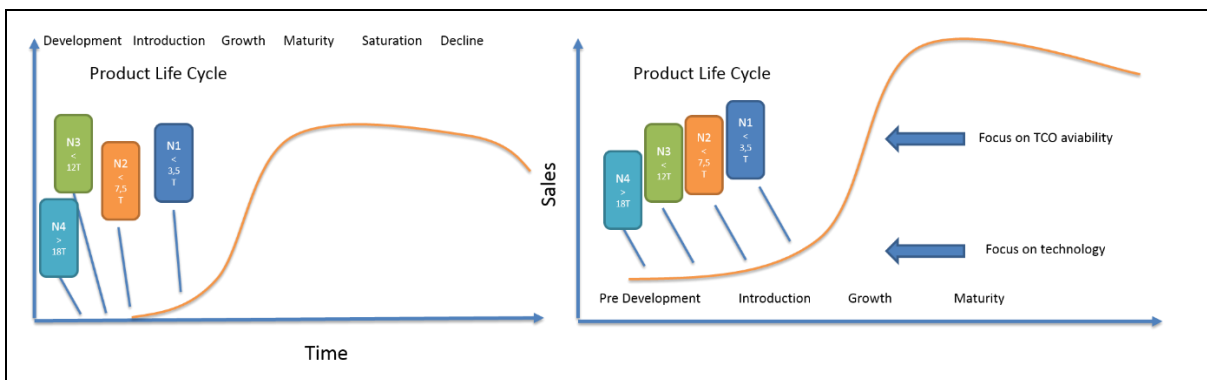 Development Introduction Growth Maturity Saturation Decline
Product Life Cycle
N3
<
12T
N2
<
7,5
T
N1
<
3,5
T
N4
>
18T
Time
Sales
Product Life Cycle
N4
>
18T
N3
<
12T
N2
<
7,5
T
N1
<
3,5
T
Focus on TCO aviability
Focus on technology
Pre Development Introduction Growth Maturity